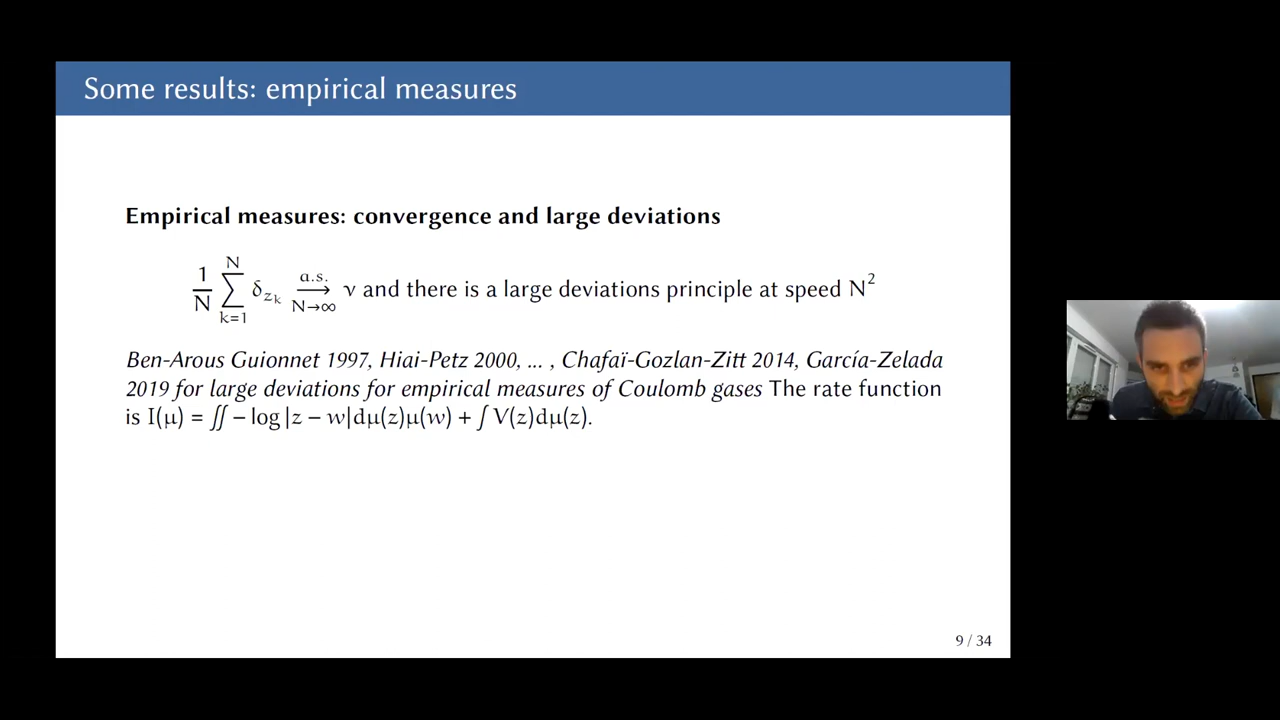 Some results: empirical measures
Empirical measures: convergence and large deviations
1/N ∑_{k=1}^{N} δ_{z_k} →^{a.s.}_{N→∞} ν and there is a large deviations principle at speed N²
Ben-Arous Guionnet 1997, Hiai-Petz 2000, ... , Chafaï-Gozlan-Zitt 2014, García-Zelada
2019 for large deviations for empirical measures of Coulomb gases The rate function
is I(μ) = ∬ − log |z − w|dμ(z)μ(w) + ∫ V(z)dμ(z).
9 / 34